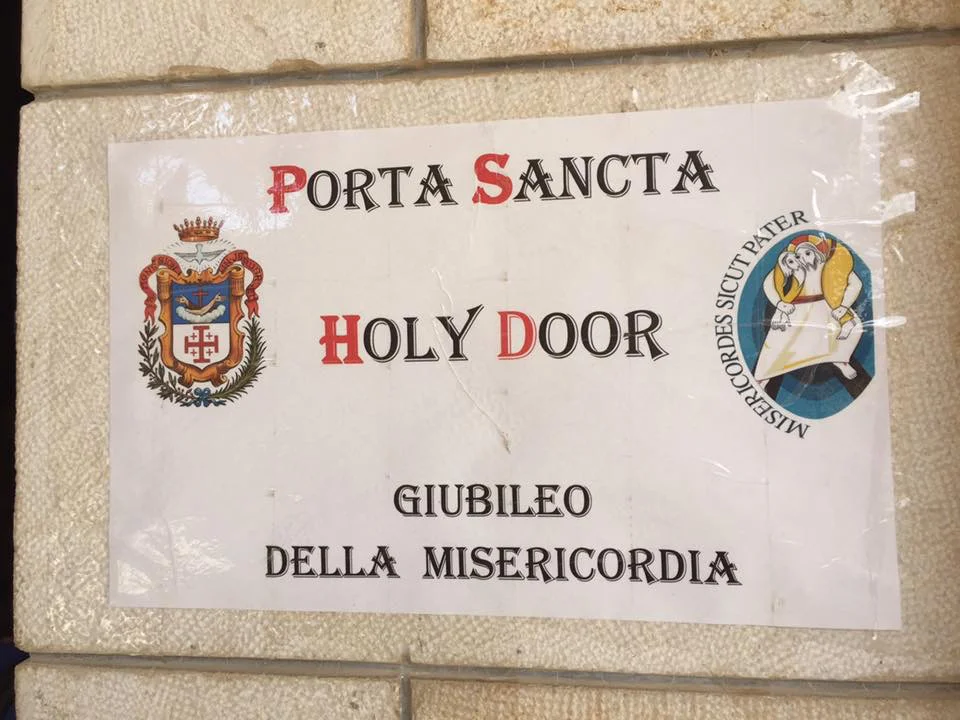 PORTA SANCTA
HOLY DOOR
MISERICORDES SICUT PATER
GIUBILEO
DELLA MISERICORDIA